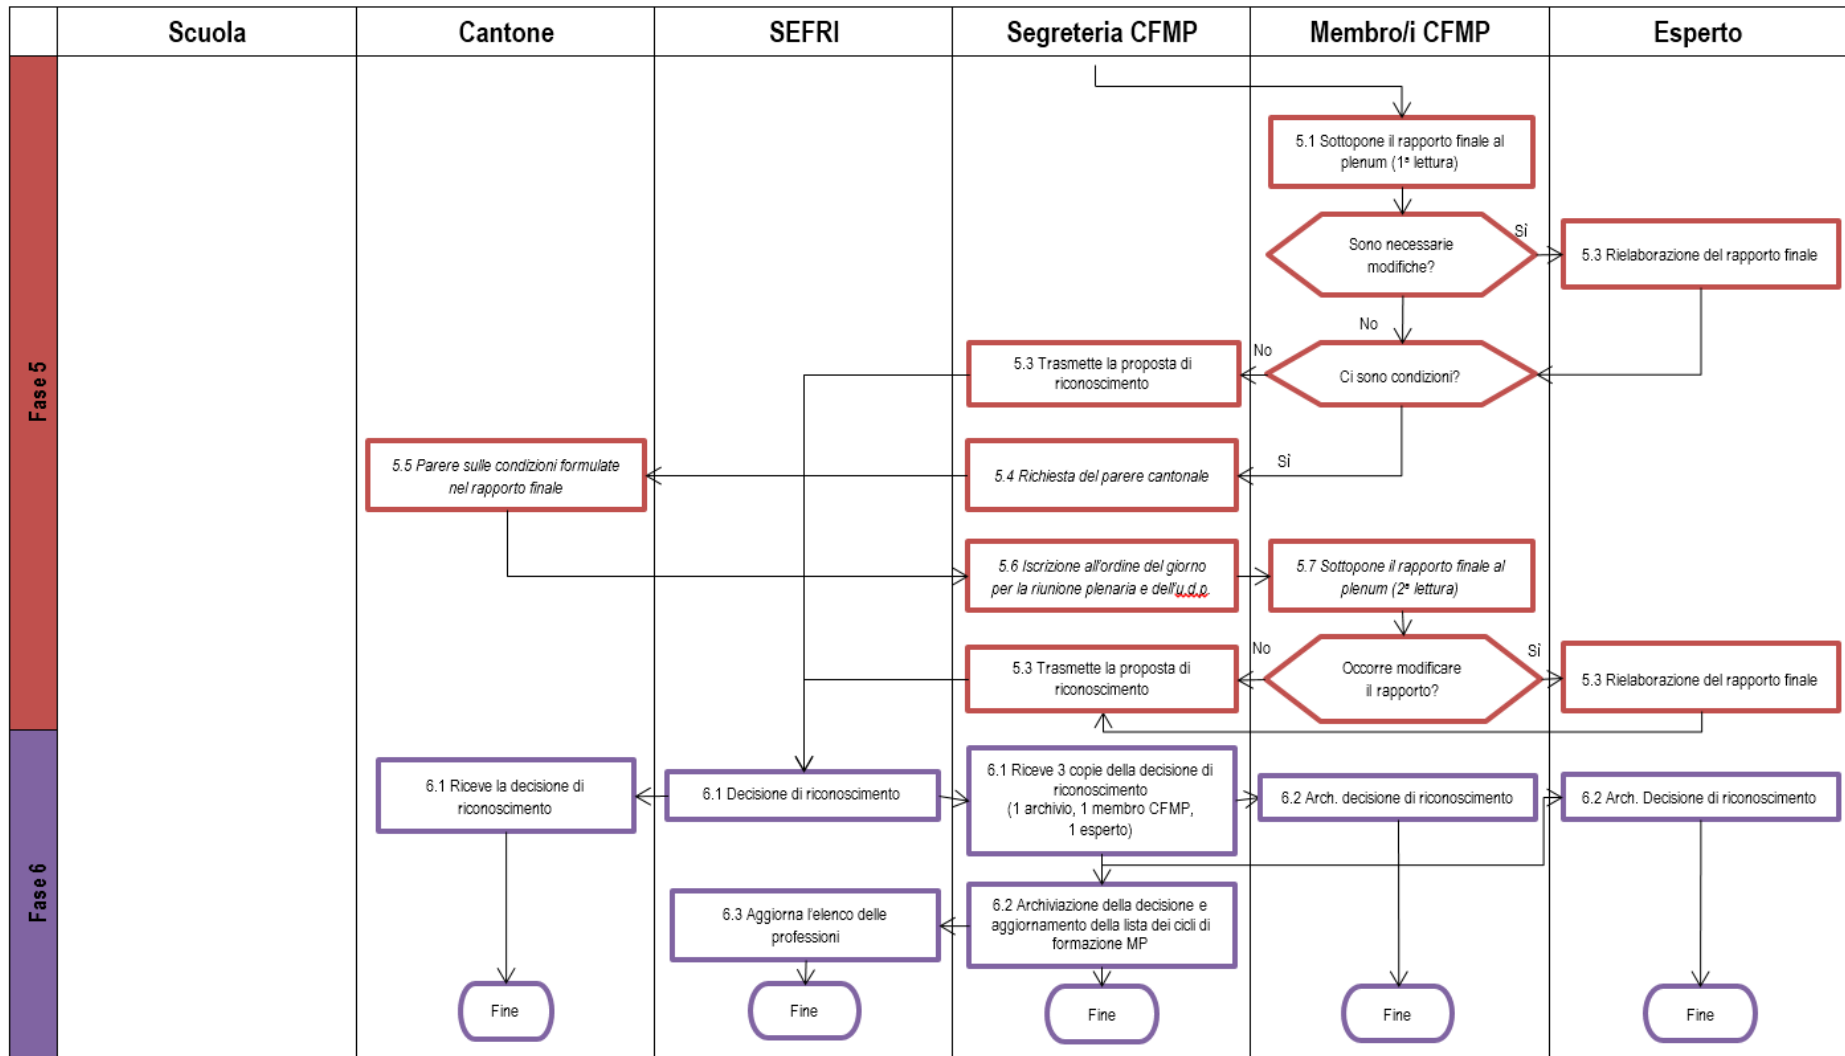 Scuola
Cantone
SEFRI
Segreteria CFMP
Membro/i CFMP
Esperto
Fase 5
5.1 Sottopone il rapporto finale al
plenum (1ª lettura)
Sono necessarie
modifiche?
Sì
5.3 Rielaborazione del rapporto finale
No
5.3 Trasmette la proposta di
riconoscimento
No
Ci sono condizioni?
5.5 Parere sulle condizioni formulate
nel rapporto finale
5.4 Richiesta del parere cantonale
Sì
5.6 Iscrizione all'ordine del giorno
per la riunione plenaria e dell'u.d.p.
5.7 Sottopone il rapporto finale al
plenum (2ª lettura)
5.3 Trasmette la proposta di
riconoscimento
No
Occorre modificare
il rapporto?
Sì
5.3 Rielaborazione del rapporto finale
Fase 6
6.1 Riceve la decisione di
riconoscimento
6.1 Decisione di riconoscimento
6.1 Riceve 3 copie della decisione di
riconoscimento
(1 archivio, 1 membro CFMP,
1 esperto)
6.2 Arch. decisione di riconoscimento
6.2 Arch. Decisione di riconoscimento
6.3 Aggiorna l'elenco delle
professioni
6.2 Archiviazione della decisione e
aggiornamento della lista dei cicli di
formazione MP
Fine
Fine
Fine
Fine
Fine